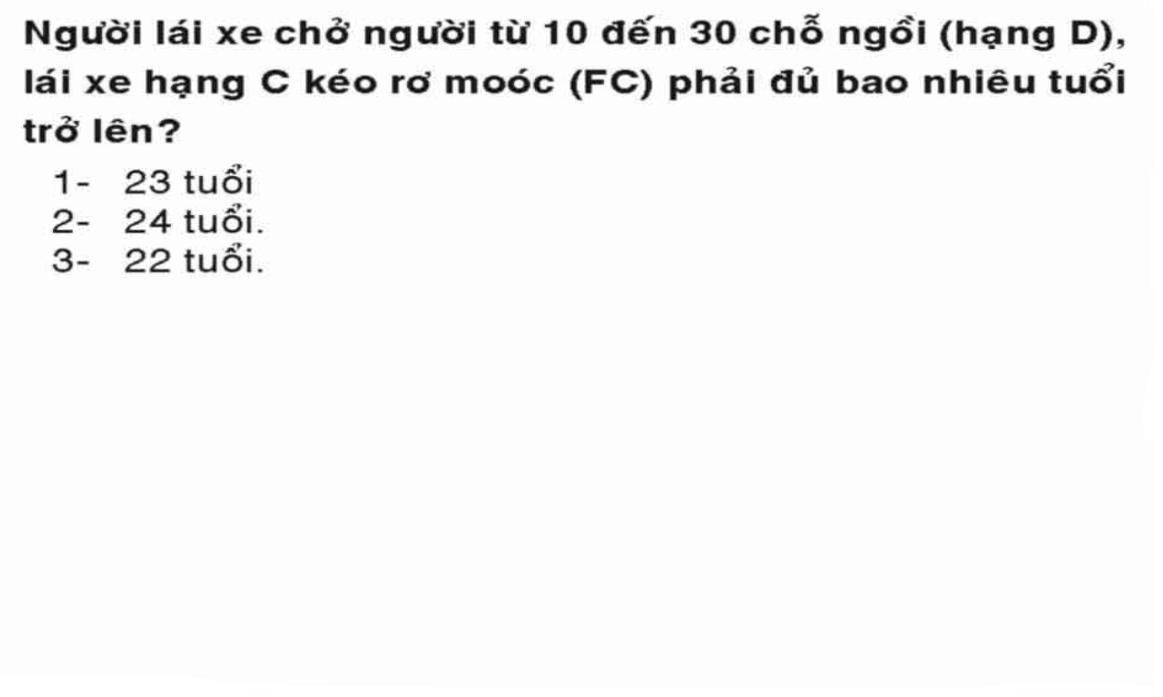 Người lái xe chở người từ 10 đến 30 chỗ ngồi (hạng D),
lái xe hạng C kéo rơ moóc (FC) phải đủ bao nhiêu tuổi
trở lên?
1- 23 tuổi
2- 24 tuổi.
3- 22 tuổi.